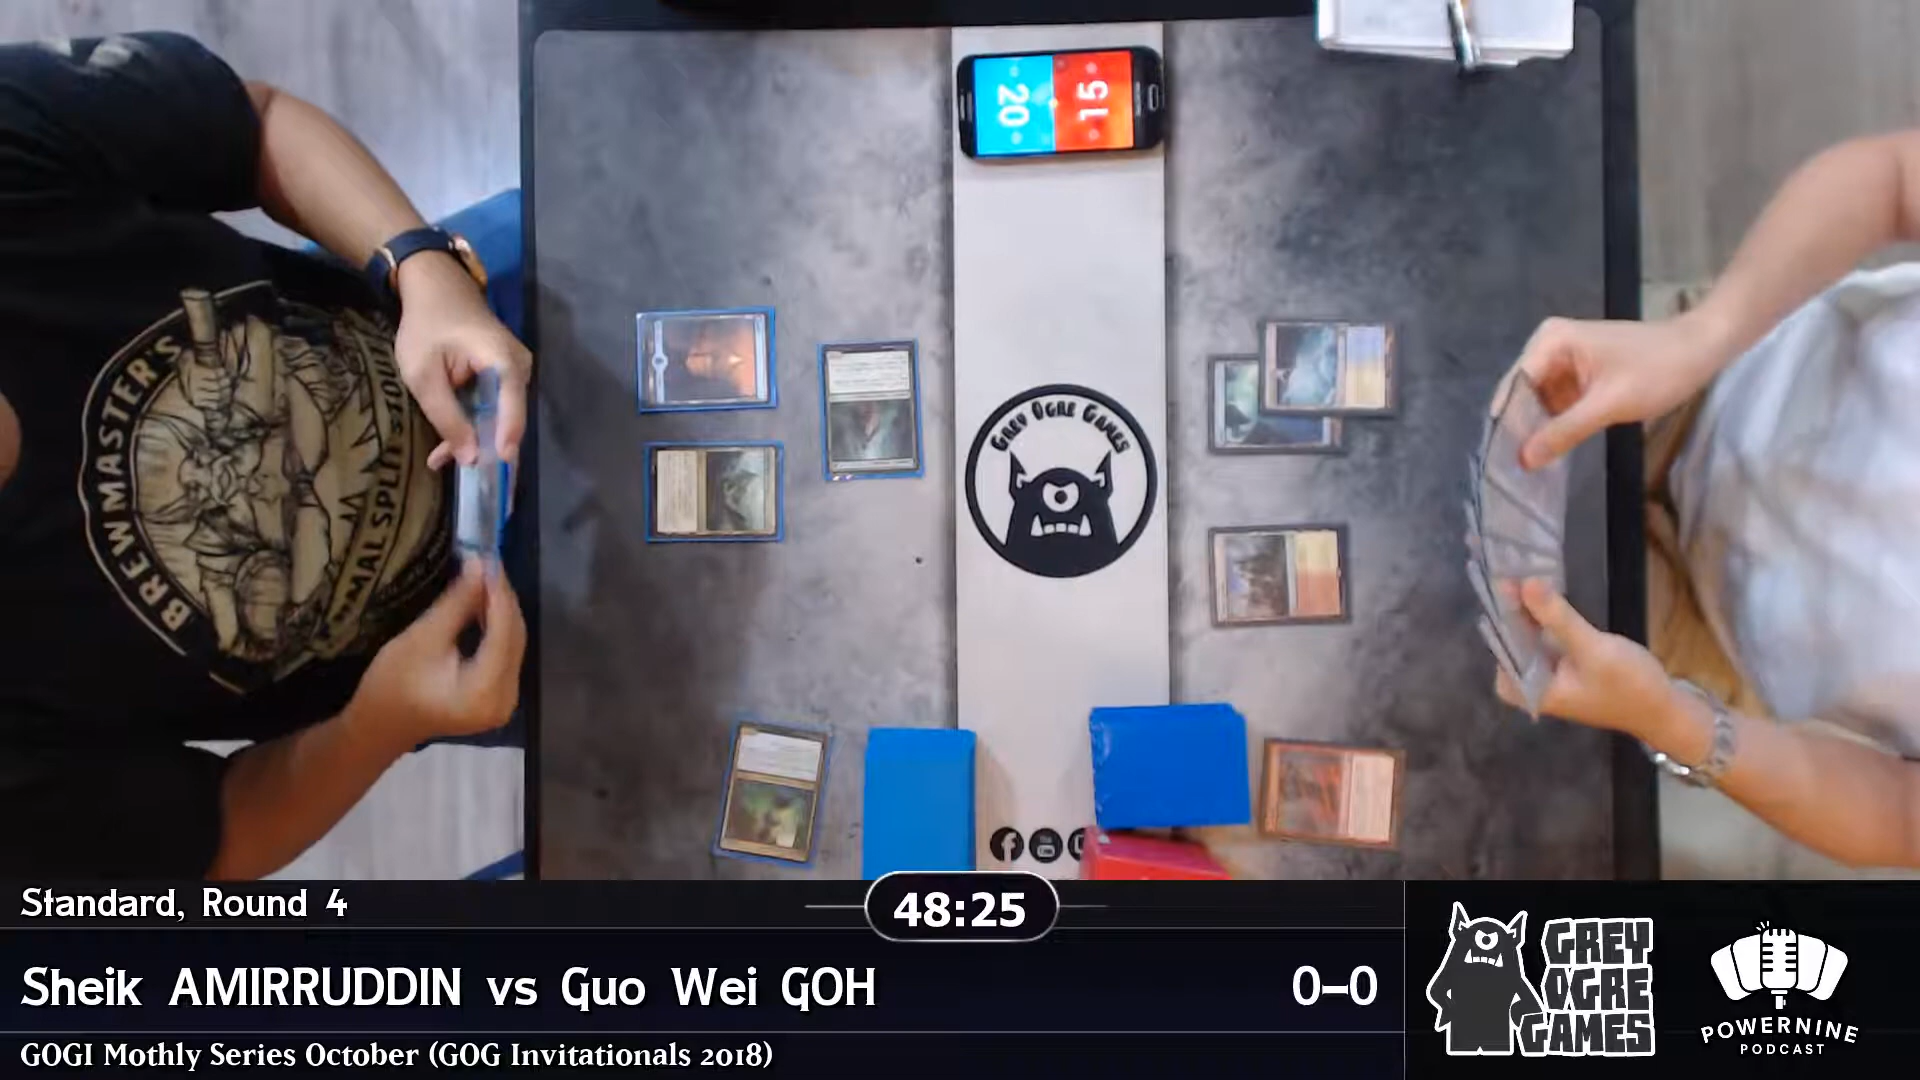 20
15
GREY OGRE GAMES
BREWMASTER'S
Standard, Round 4
48:25
Sheik AMIRRUDDIN vs Guo Wei GOH
0–0
GOGI Mothly Series October (GOG Invitationals 2018)
GREY
OGRE
GAMES
POWERNINE
PODCAST